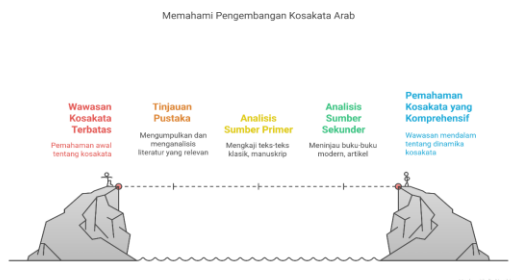 Memahami Pengembangan Kosakata Arab
Wawasan
Kosakata
Terbatas
Pemahaman awal
tentang kosakata
Tinjauan
Pustaka
Mengumpulkan dan
menganalisis
literatur yang relevan
Analisis
Sumber Primer
Mengkaji teks-teks
klasik, manuskrip
Analisis
Sumber
Sekunder
Meninjau buku-buku
modern, artikel
Pemahaman
Kosakata yang
Komprehensif
Wawasan mendalam
tentang dinamika
kosakata